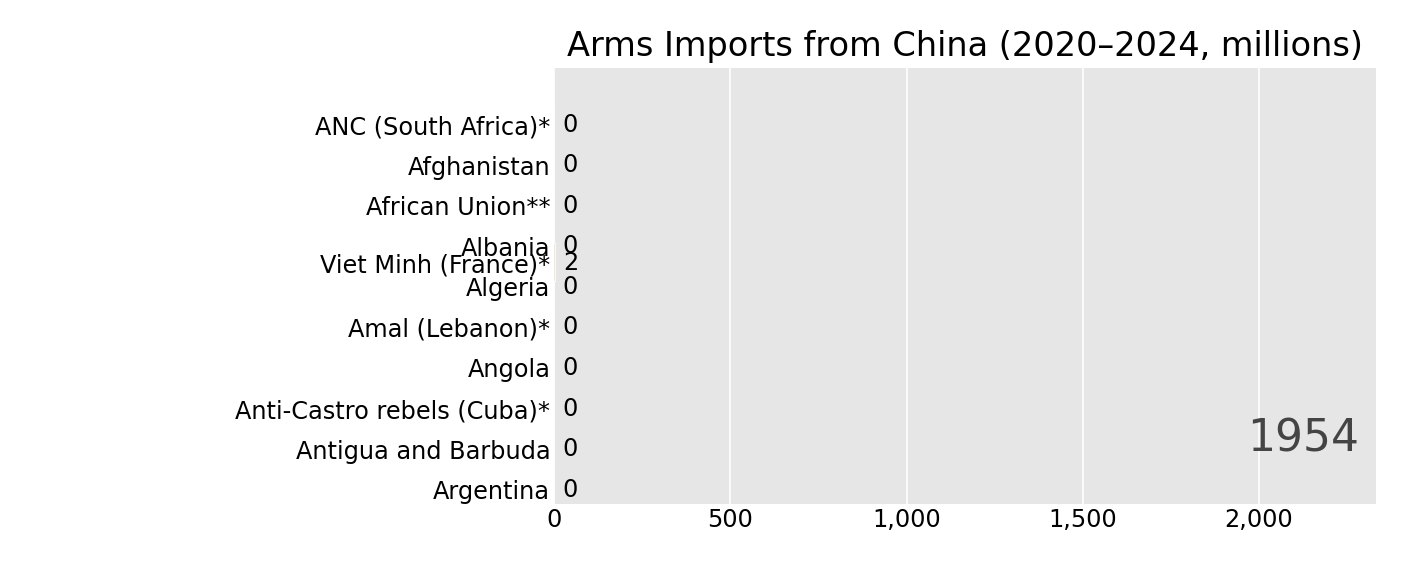 Arms Imports from China (2020–2024, millions)
ANC (South Africa)* 0
Afghanistan 0
African Union** 0
Albania 0
Viet Minh (France)* 2
Algeria 0
Amal (Lebanon)* 0
Angola 0
Anti-Castro rebels (Cuba)* 0
1954
Antigua and Barbuda 0
Argentina 0
0 500 1,000 1,500 2,000